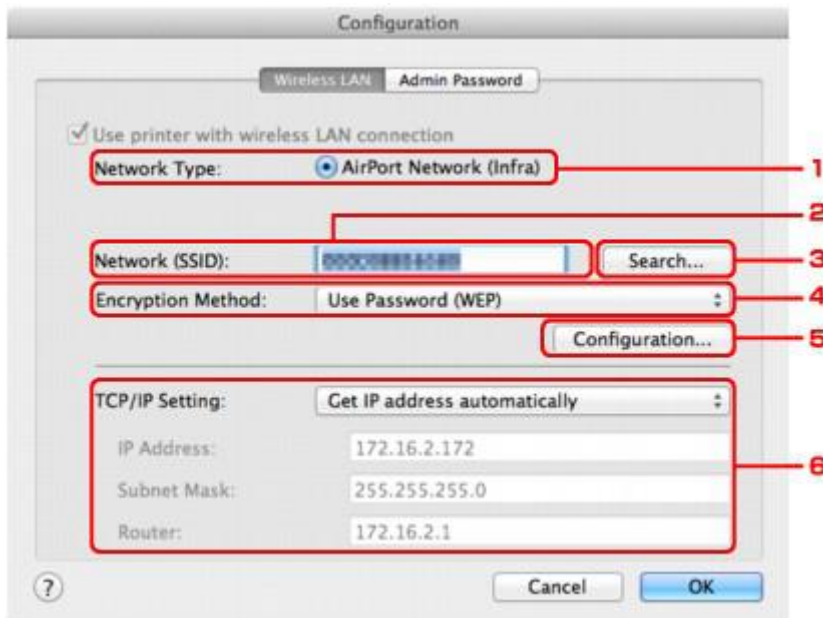 Configuration
Wireless LAN Admin Password
Use printer with wireless LAN connection
Network Type: AirPort Network (Infra) 1
2
Network (SSID): Search... 3
Encryption Method: Use Password (WEP) 4
Configuration... 5
TCP/IP Setting: Get IP address automatically
IP Address: 172.16.2.172
6
Subnet Mask: 255.255.255.0
Router: 172.16.2.1
? Cancel OK